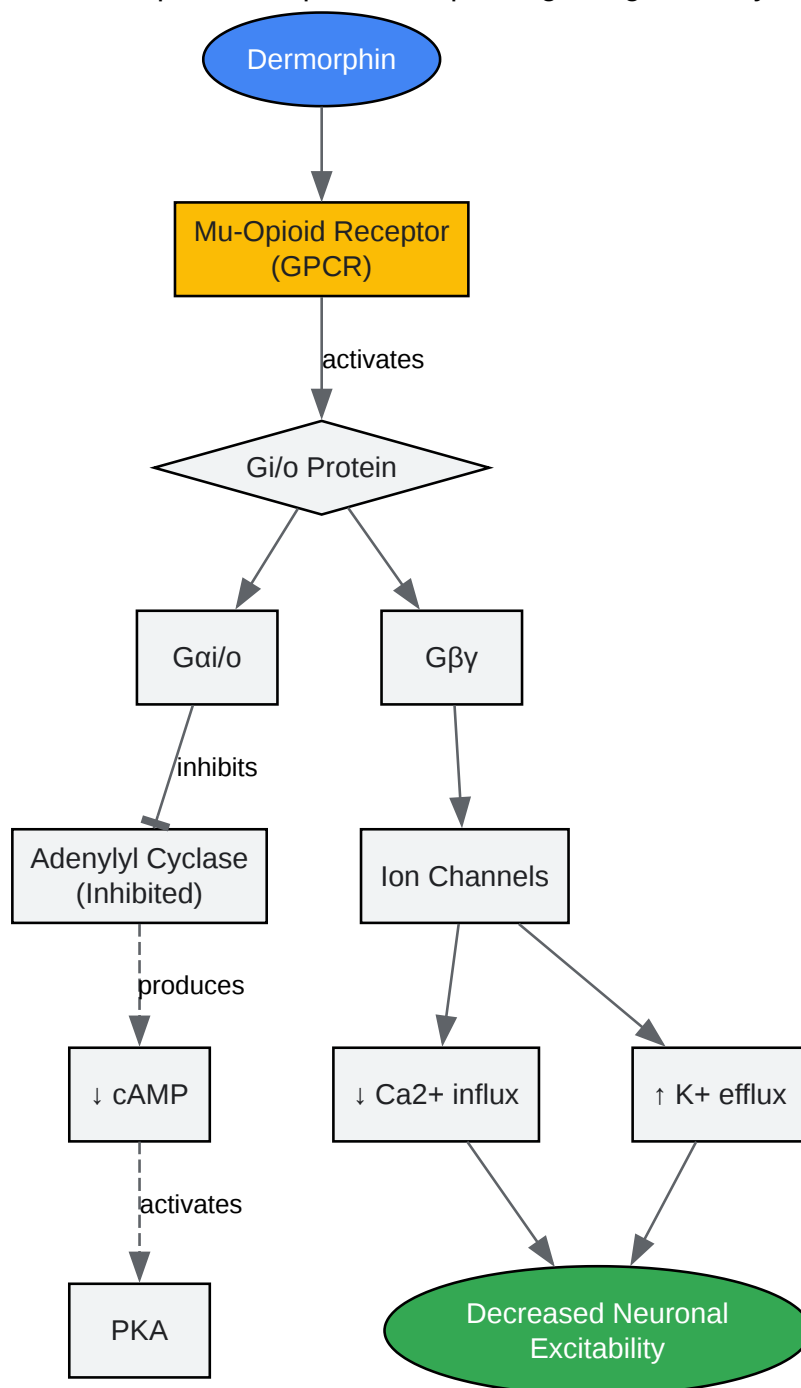 Dermorphin
Mu-Opioid Receptor
(GPCR)
activates
Gi/o Protein
Gαi/o
Gβγ
inhibits
Adenylyl Cyclase
(Inhibited)
Ion Channels
produces
↓ cAMP
↓ Ca2+ influx
↑ K+ efflux
activates
PKA
Decreased Neuronal
Excitability